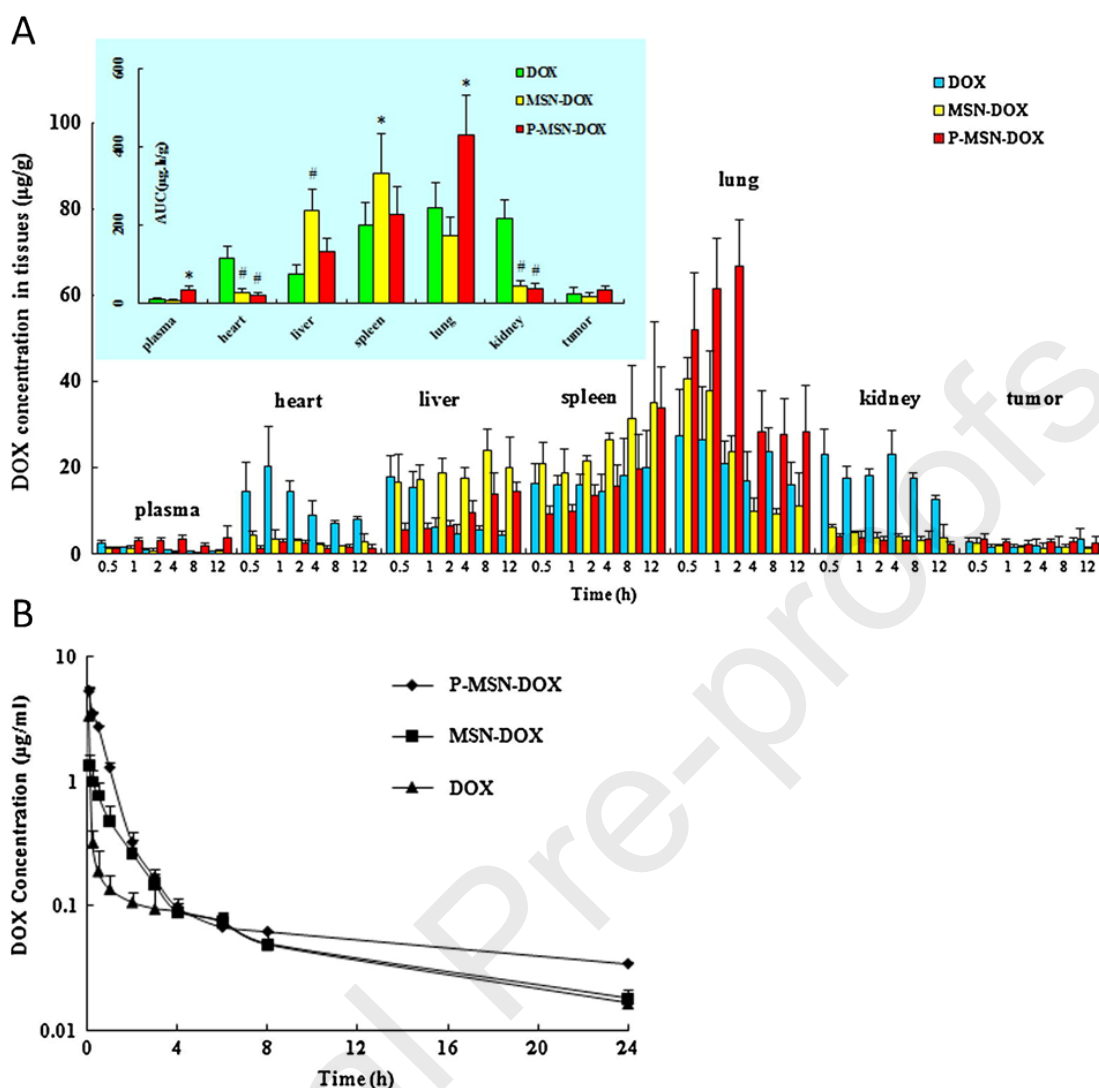 A
600
400
200
0
AUC(µg.h/g)
DOX
MSN-DOX
P-MSN-DOX
*
#
#
#
*
*
#
#
plasma
heart
liver
spleen
lung
kidney
tumor
DOX
MSN-DOX
P-MSN-DOX
DOX concentration in tissues (µg/g)
100
80
60
40
20
0
plasma
heart
liver
spleen
lung
kidney
tumor
0.5 1 2 4 8 12 0.5 1 2 4 8 12 0.5 1 2 4 8 12 0.5 1 2 4 8 12 0.5 1 2 4 8 12 0.5 1 2 4 8 12 0.5 1 2 4 8 12
Time (h)
B
DOX Concentration (µg/ml)
10
1
0.1
0.01
P-MSN-DOX
MSN-DOX
DOX
0 4 8 12 16 20 24
Time (h)
al Pre-proofs